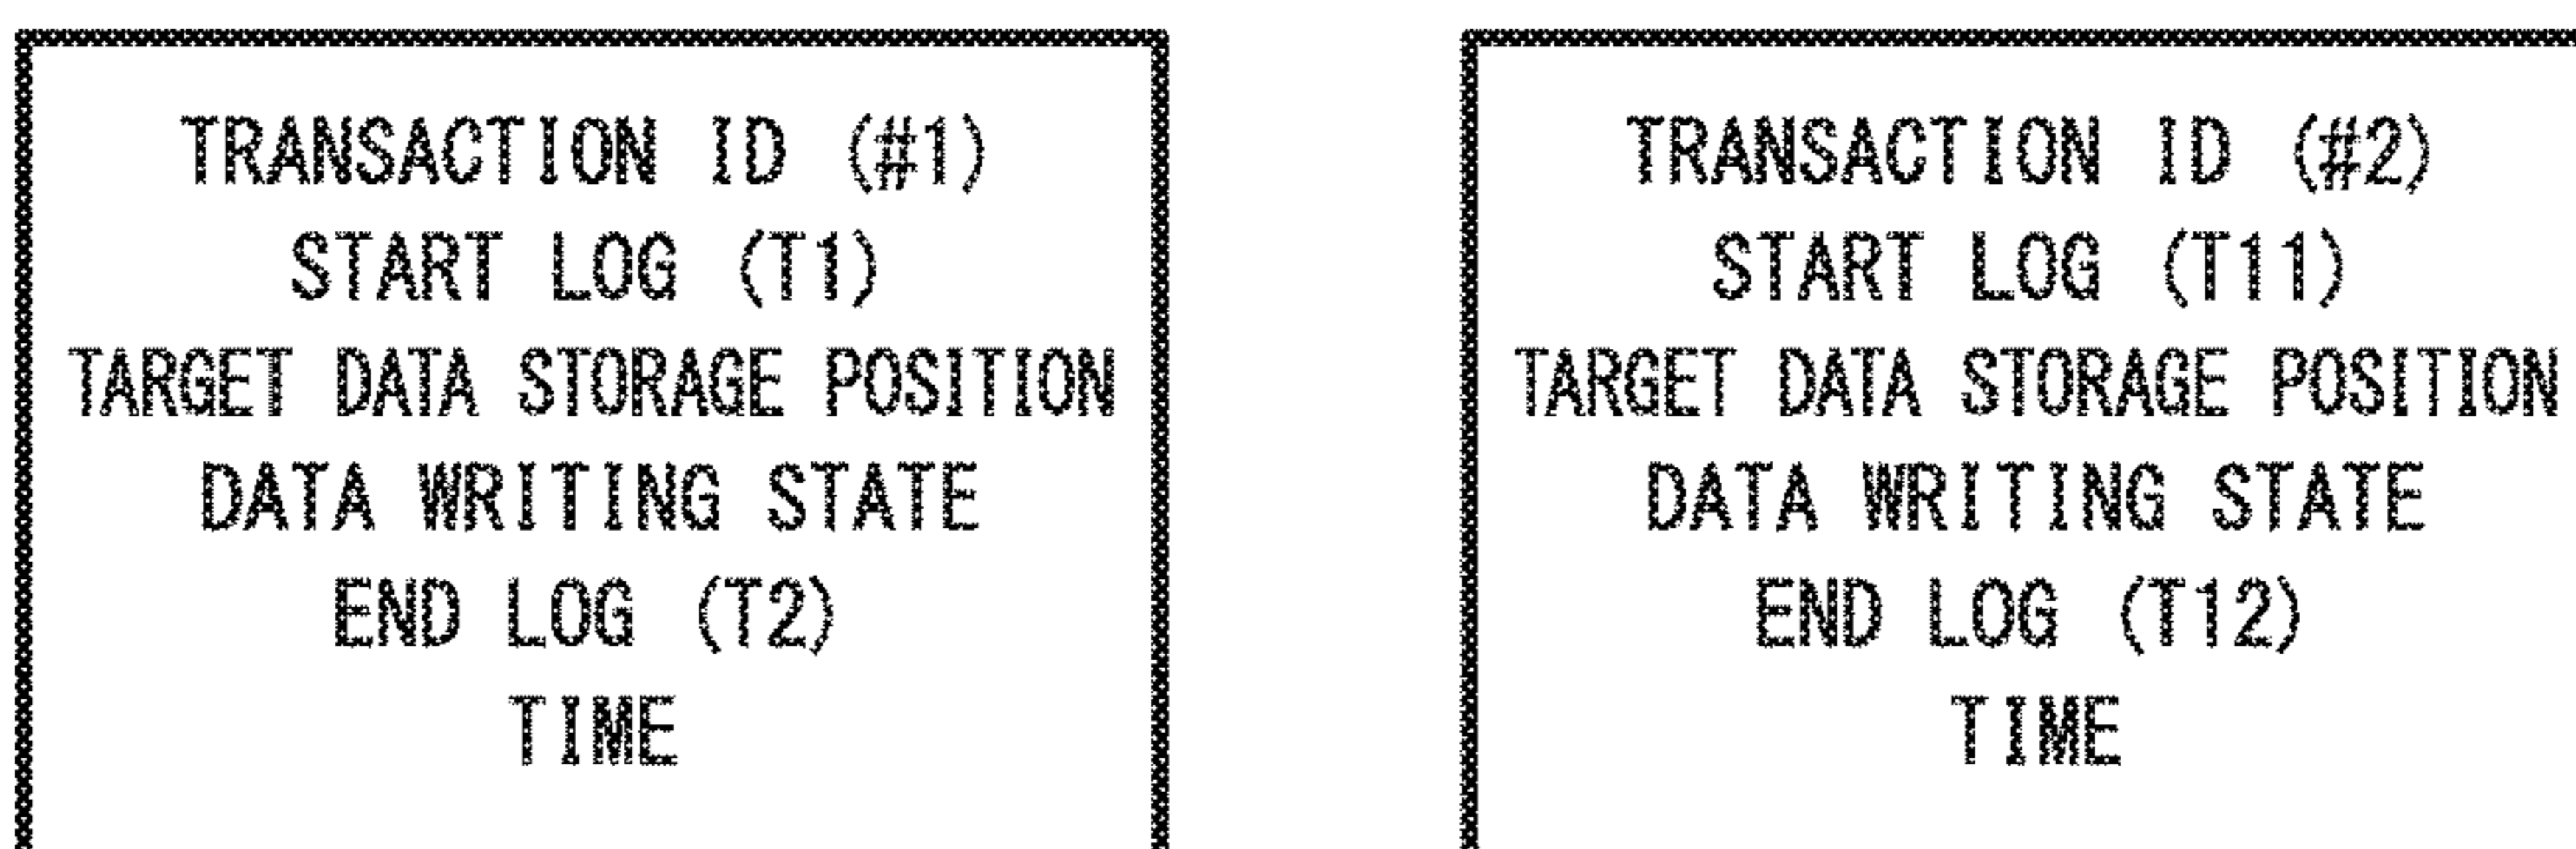 TRANSACTION ID (#1)
START LOG (T1)
TARGET DATA STORAGE POSITION
DATA WRITING STATE
END LOG (T2)
TIME
TRANSACTION ID (#2)
START LOG (T11)
TARGET DATA STORAGE POSITION
DATA WRITING STATE
END LOG (T12)
TIME